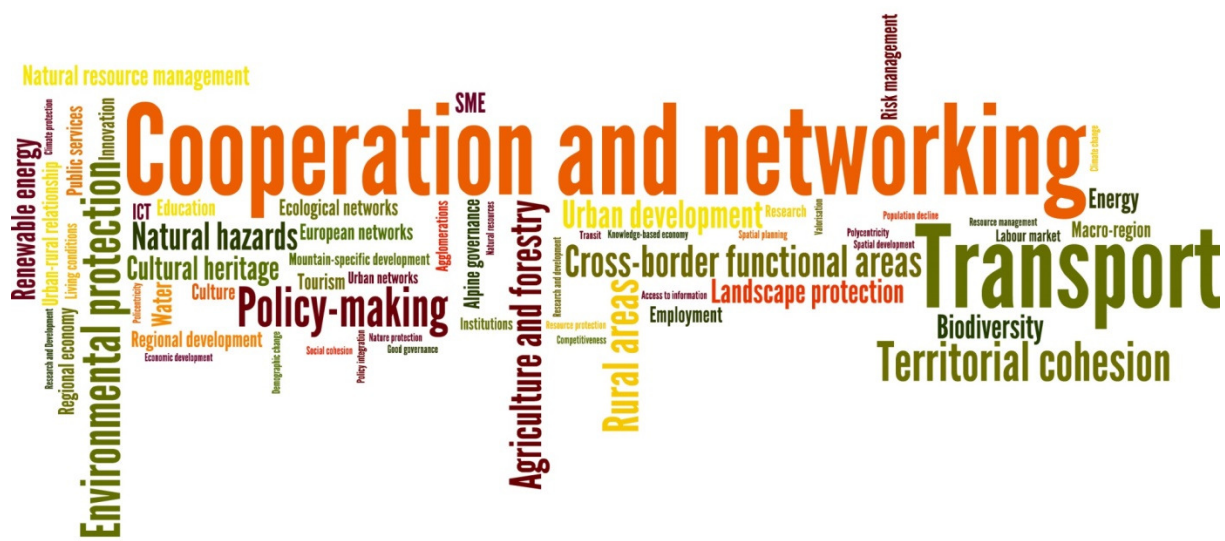 Natural resource management
SME
Risk management
Cooperation and networking
Renewable energy
Climate protection
Urban-rural relationship
Public services
Living conditions
Environmental protection
Innovation
Climate change
ICT
Education
Ecological networks
Natural hazards
European networks
Cultural heritage
Mountain-specific development
Tourism
Urban networks
Agglomerations
Alpine governance
Natural resources
Agriculture and forestry
Urban development
Research
Valorisation
Transit
Knowledge-based economy
Spatial planning
Population decline
Polycentricity
Spatial development
Resource management
Labour market
Energy
Macro-region
Cross-border functional areas
Transport
Research and development
Rural areas
Access to information
Landscape protection
Employment
Biodiversity
Territorial cohesion
Research and Development
Regional economy
Policentricity
Water
Culture
Policy-making
Institutions
Resource protection
Competitiveness
Regional development
Economic development
Demographic change
Social cohesion
Policy integration
Nature protection
Good governance